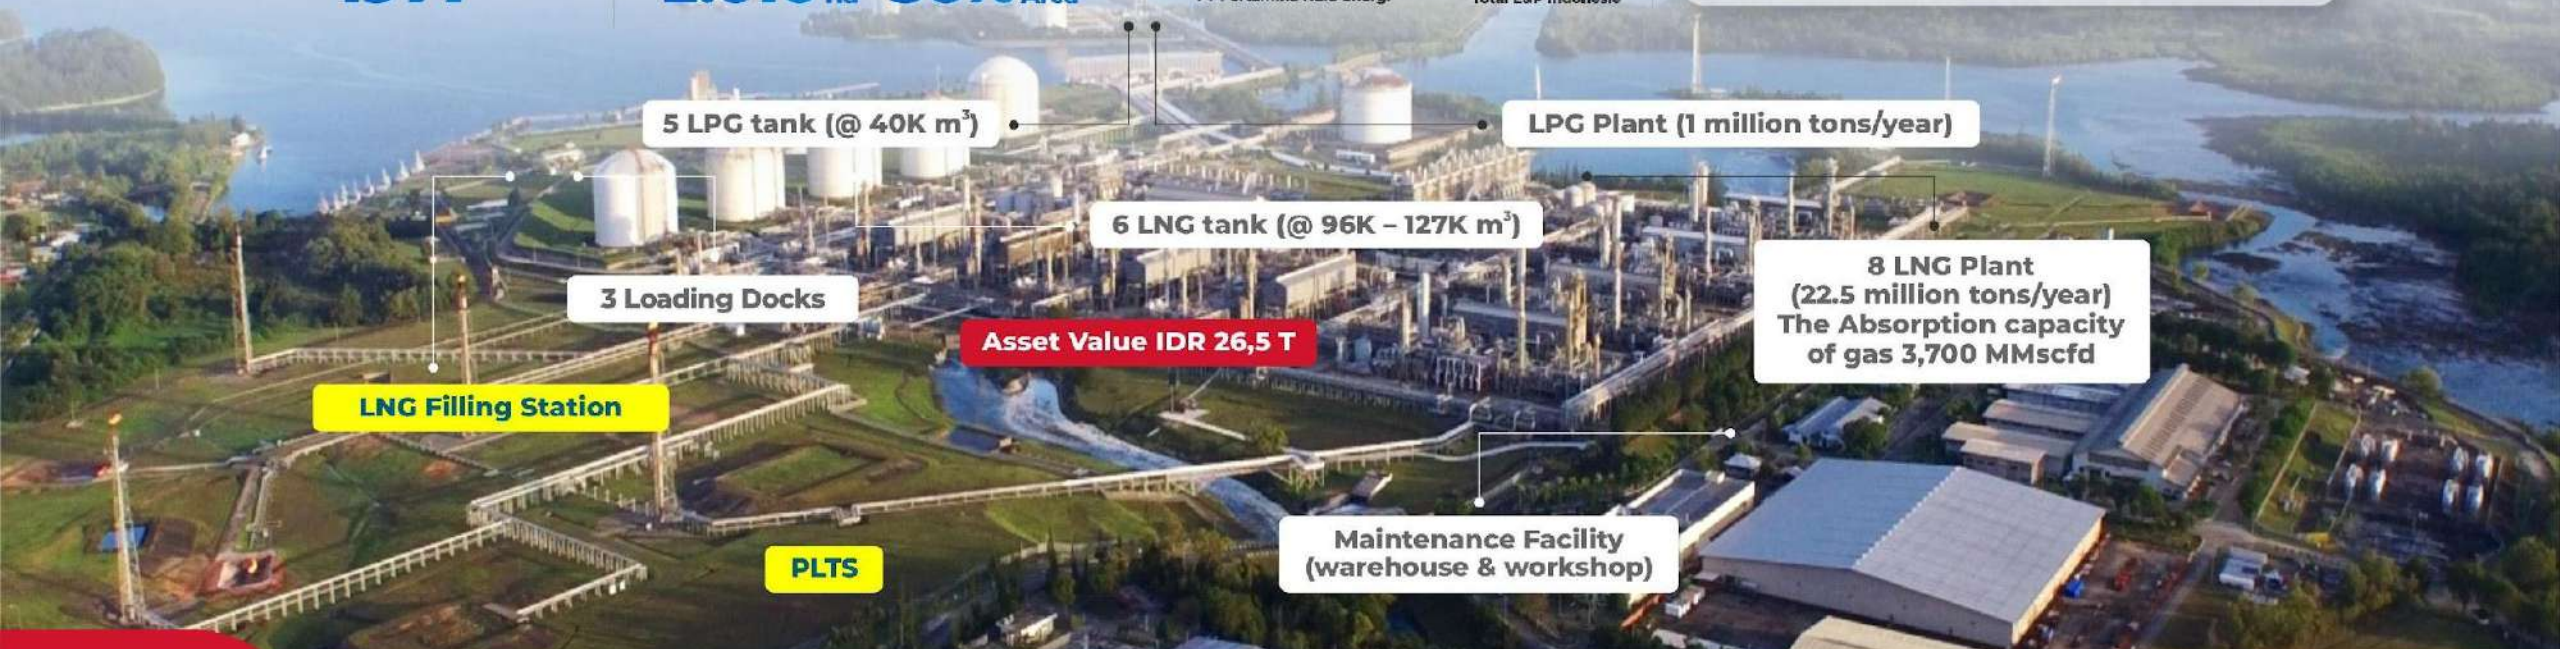 5 LPG tank (@ 40K m³)
LPG Plant (1 million tons/year)
6 LNG tank (@ 96K – 127K m³)
8 LNG Plant
(22.5 million tons/year)
The Absorption capacity
of gas 3,700 MMscfd
3 Loading Docks
Asset Value IDR 26,5 T
LNG Filling Station
Maintenance Facility
(warehouse & workshop)
PLTS